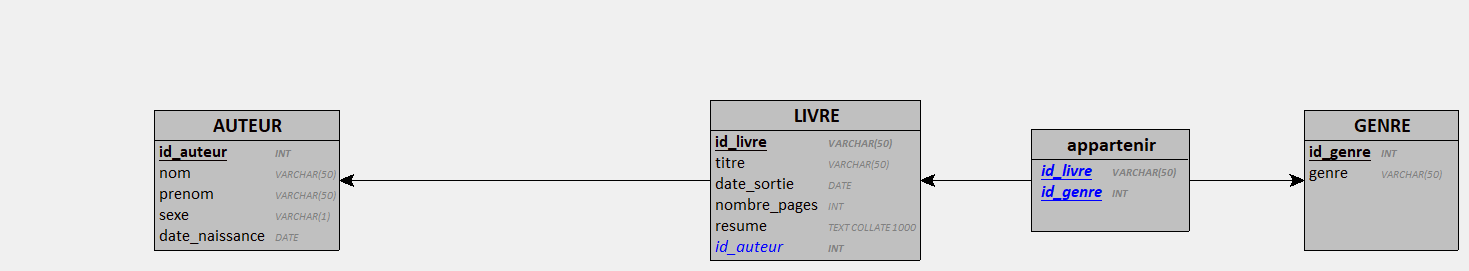 AUTEUR
id_auteur INT
nom VARCHAR(50)
prenom VARCHAR(50)
sexe VARCHAR(1)
date_naissance DATE
LIVRE
id_livre VARCHAR(50)
titre VARCHAR(50)
date_sortie DATE
nombre_pages INT
resume TEXT COLLATE 1000
id_auteur INT
appartenir
id_livre VARCHAR(50)
id_genre INT
GENRE
id_genre INT
genre VARCHAR(50)